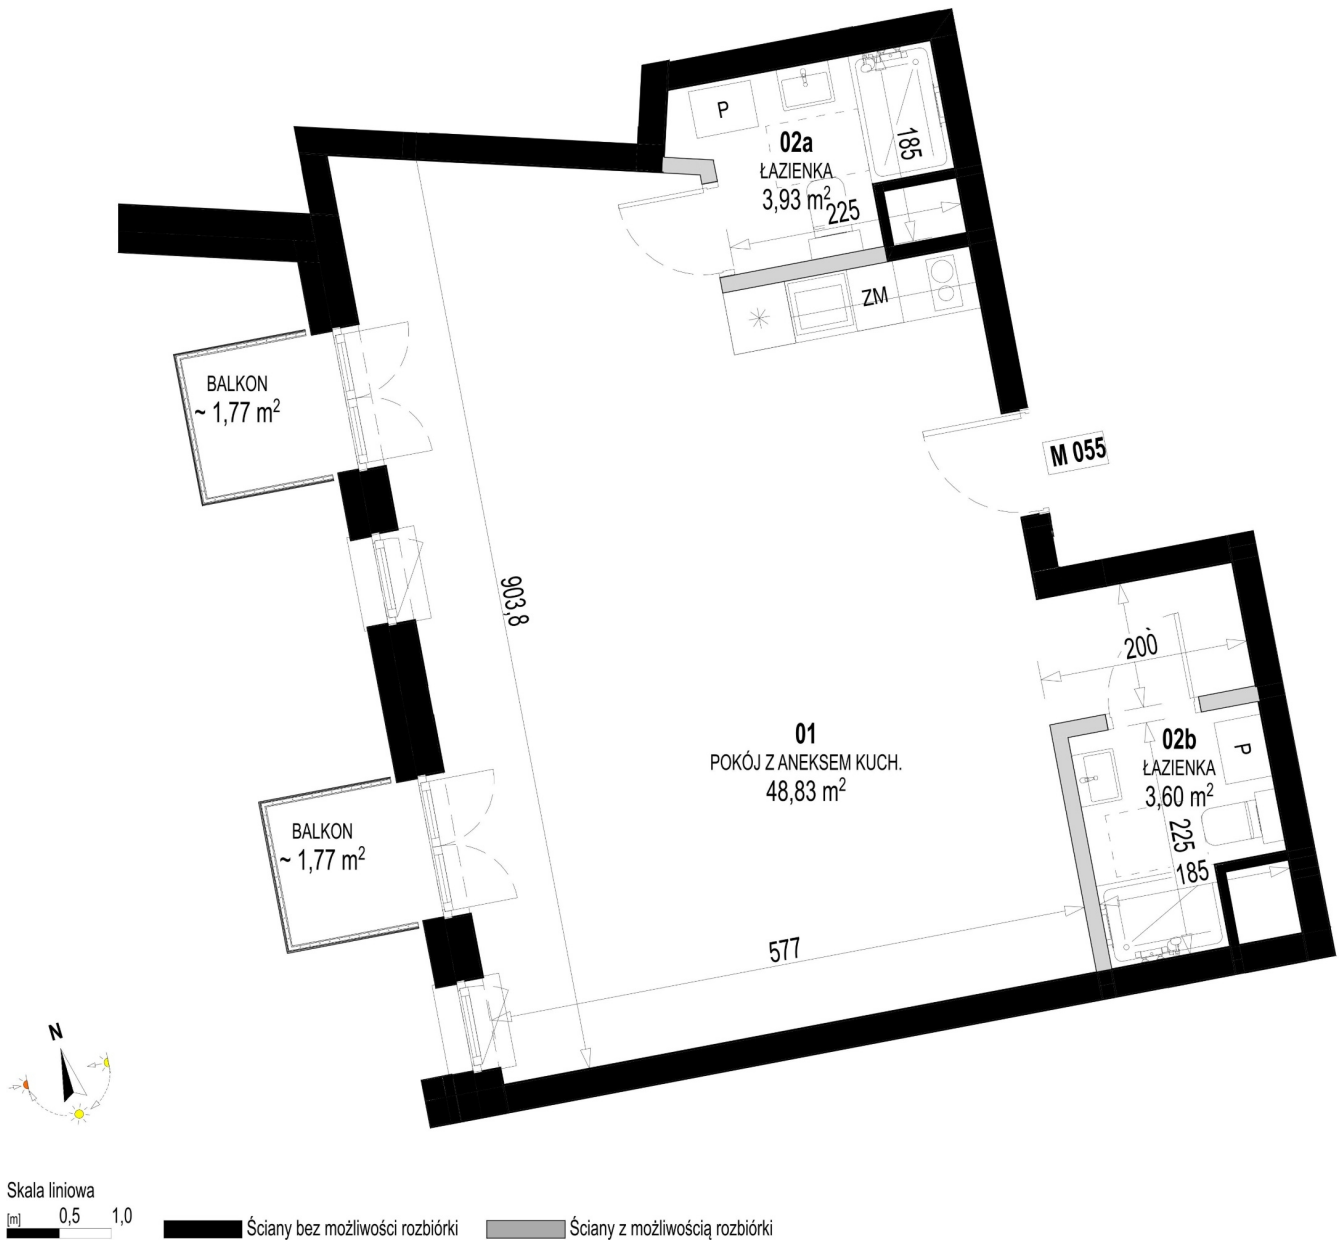 P
02a
ŁAZIENKA
3,93 m²
185
225
ZM
BALKON
~ 1,77 m²
M 055
903,8
200
01
POKÓJ Z ANEKSEM KUCH.
48,83 m²
02b
ŁAZIENKA
3,60 m²
P
225
185
BALKON
~ 1,77 m²
577
N
Skala liniowa
[m] 0,5 1,0
Ściany bez możliwości rozbiórki
Ściany z możliwością rozbiórki